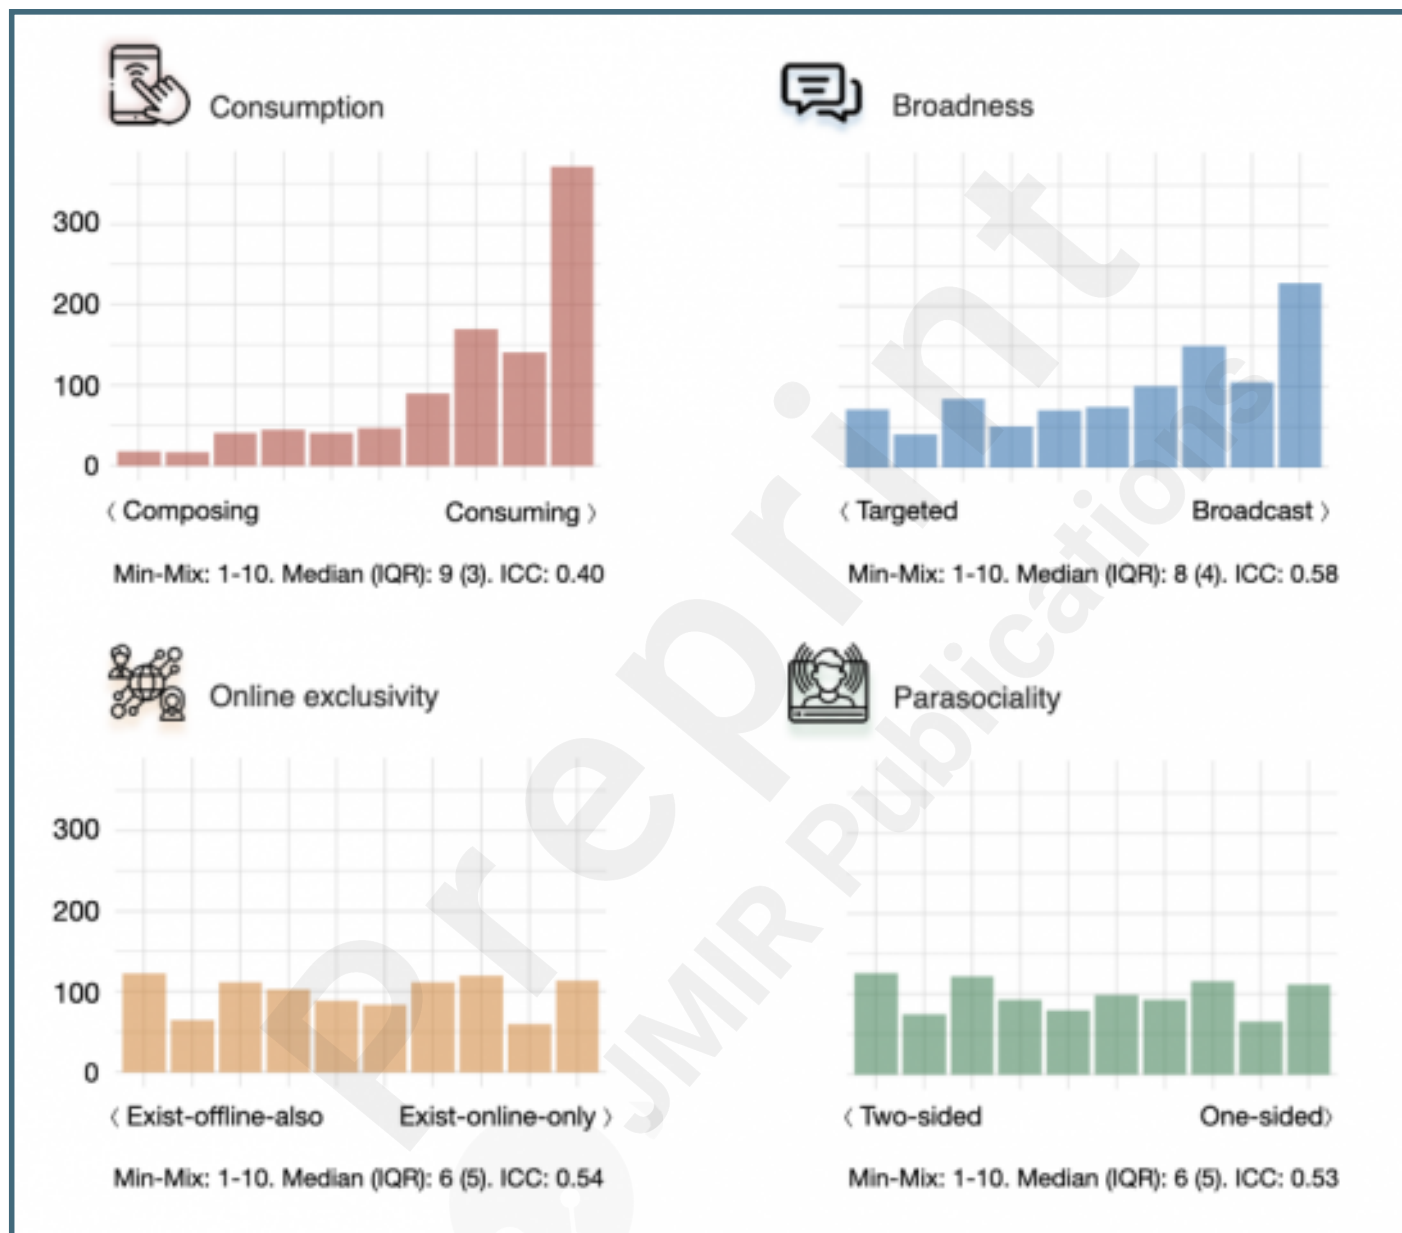 Consumption
Broadness
300
200
100
0
‹ Composing
Consuming ›
‹ Targeted
Broadcast ›
Min-Mix: 1-10. Median (IQR): 9 (3). ICC: 0.40
Min-Mix: 1-10. Median (IQR): 8 (4). ICC: 0.58
Online exclusivity
Parasociality
300
200
100
0
‹ Exist-offline-also
Exist-online-only ›
‹ Two-sided
One-sided›
Min-Mix: 1-10. Median (IQR): 6 (5). ICC: 0.54
Min-Mix: 1-10. Median (IQR): 6 (5). ICC: 0.53
Preprint
JMIR Publications